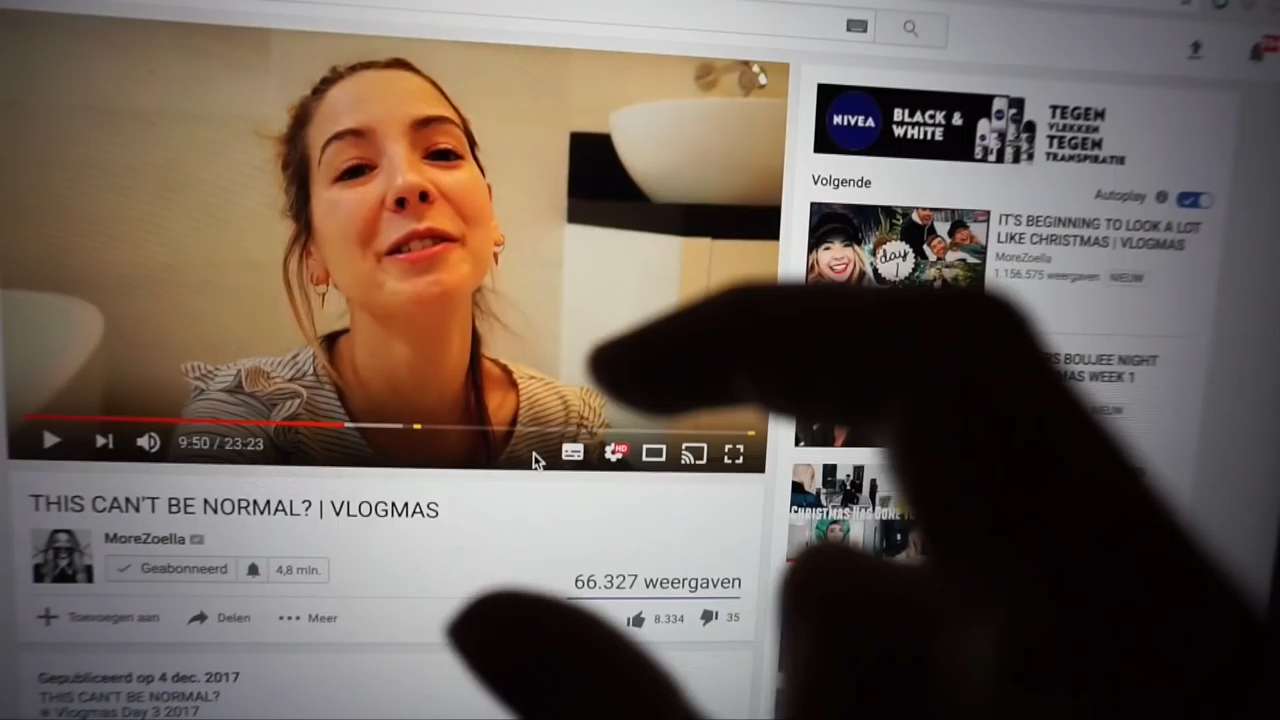 9:50 / 23:23
HD
THIS CAN'T BE NORMAL? | VLOGMAS
MoreZoella
Geabonneerd
4,8 mln.
66.327 weergaven
Toevoegen aan
Delen
Meer
8.334
35
Gepubliceerd op 4 dec. 2017
THIS CAN'T BE NORMAL?
Vlogmas Day 3 2017
NIVEA
BLACK &
WHITE
TEGEN
VLEKKEN
TEGEN
TRANSPIRATIE
Volgende
Autoplay
day
1
IT'S BEGINNING TO LOOK A LOT
LIKE CHRISTMAS | VLOGMAS
MoreZoella
1.156.575 weergaven
NIEUW
BOUJEE NIGHT
WEEK 1
NIEUW
CHRISTMAS HAS